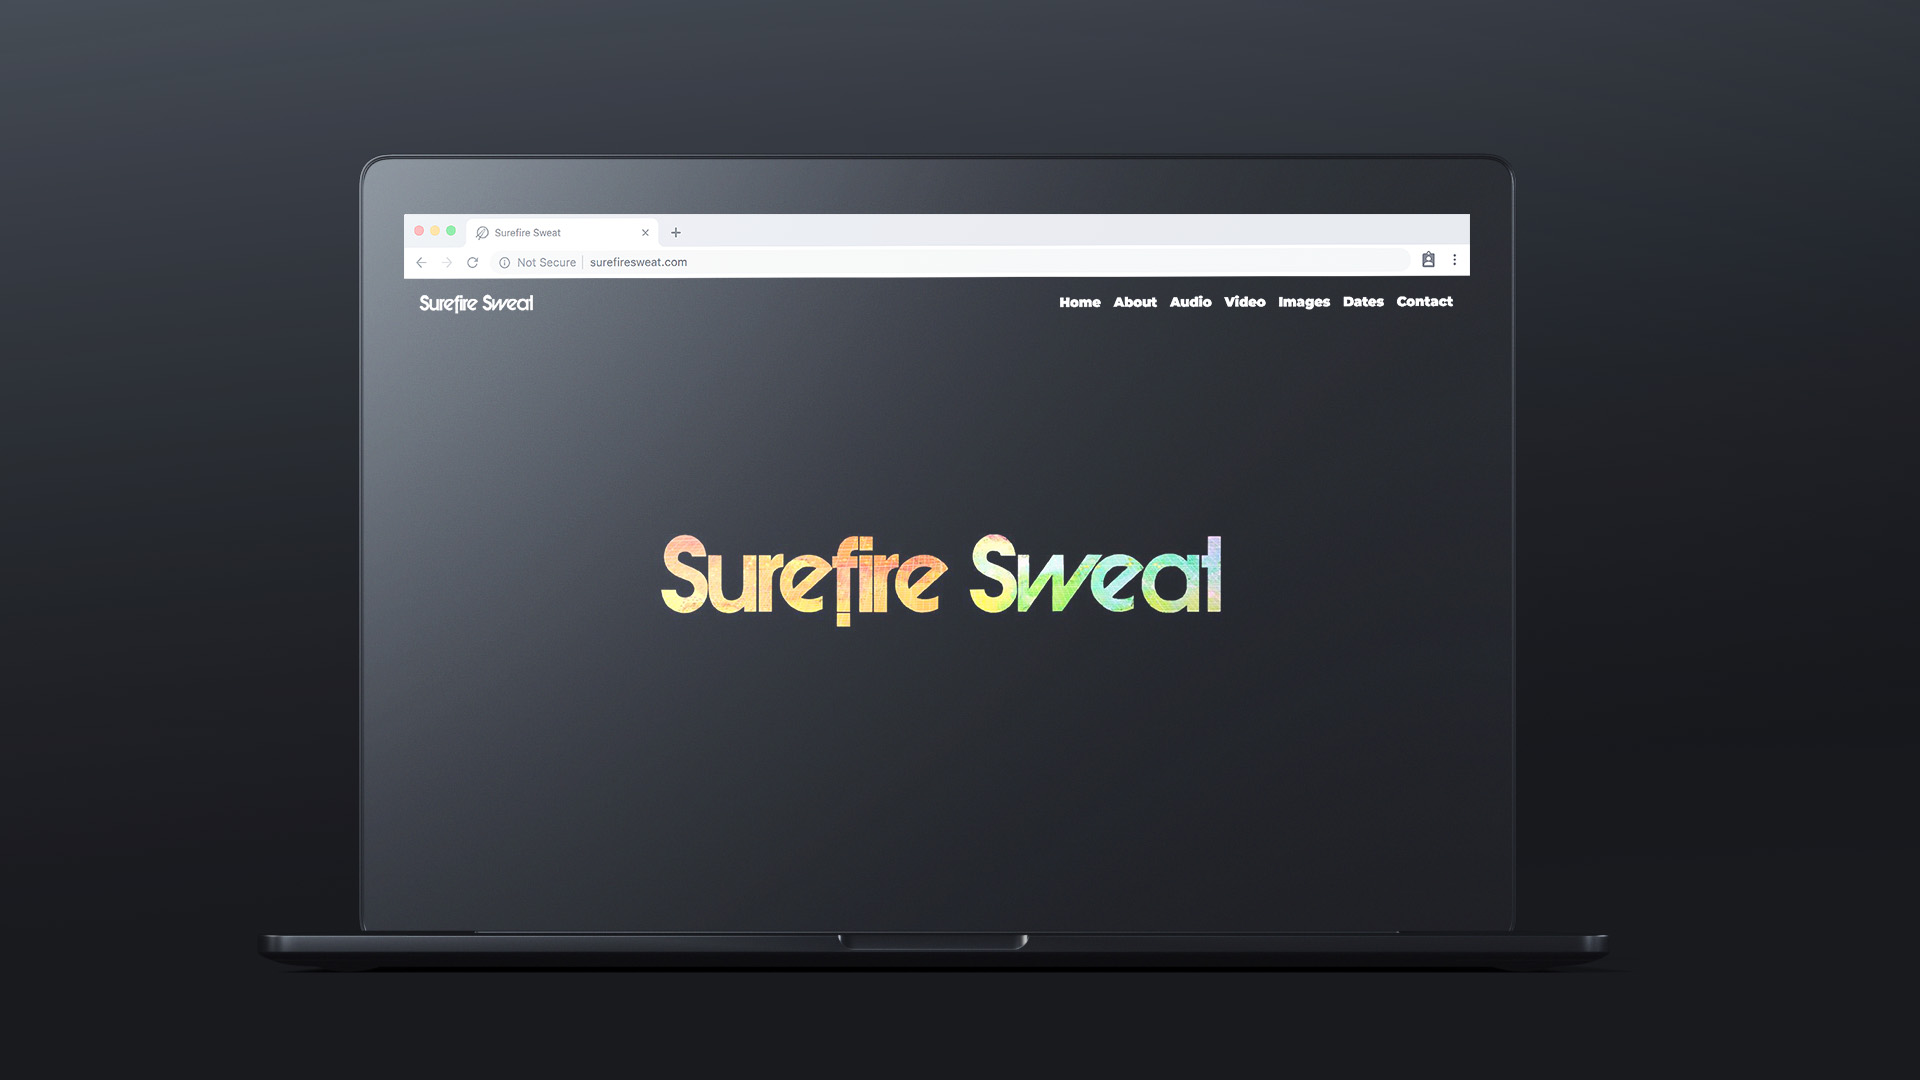 Surefire Sweat
Not Secure surefiresweat.com
Surefire Sweat Home About Audio Video Images Dates Contact
Surefire Sweat